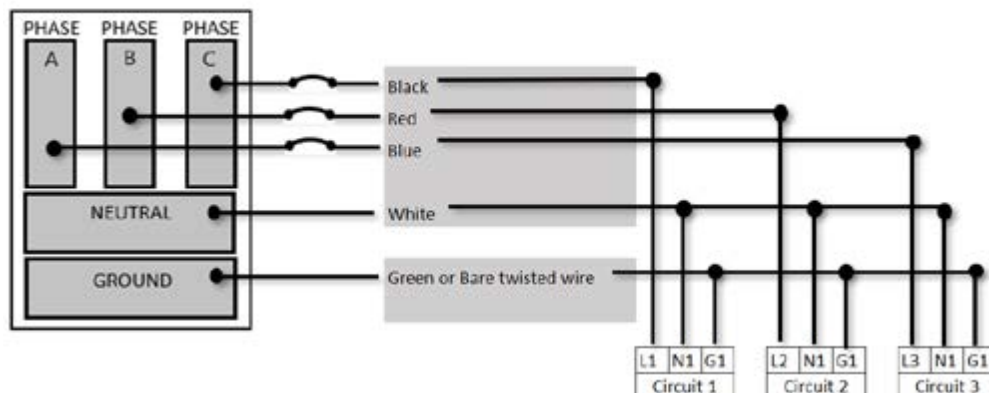 PHASE PHASE PHASE
A B C
Black
Red
Blue
NEUTRAL
White
GROUND
Green or Bare twisted wire
L1 N1 G1 L2 N1 G1 L3 N1 G1
Circuit 1 Circuit 2 Circuit 3